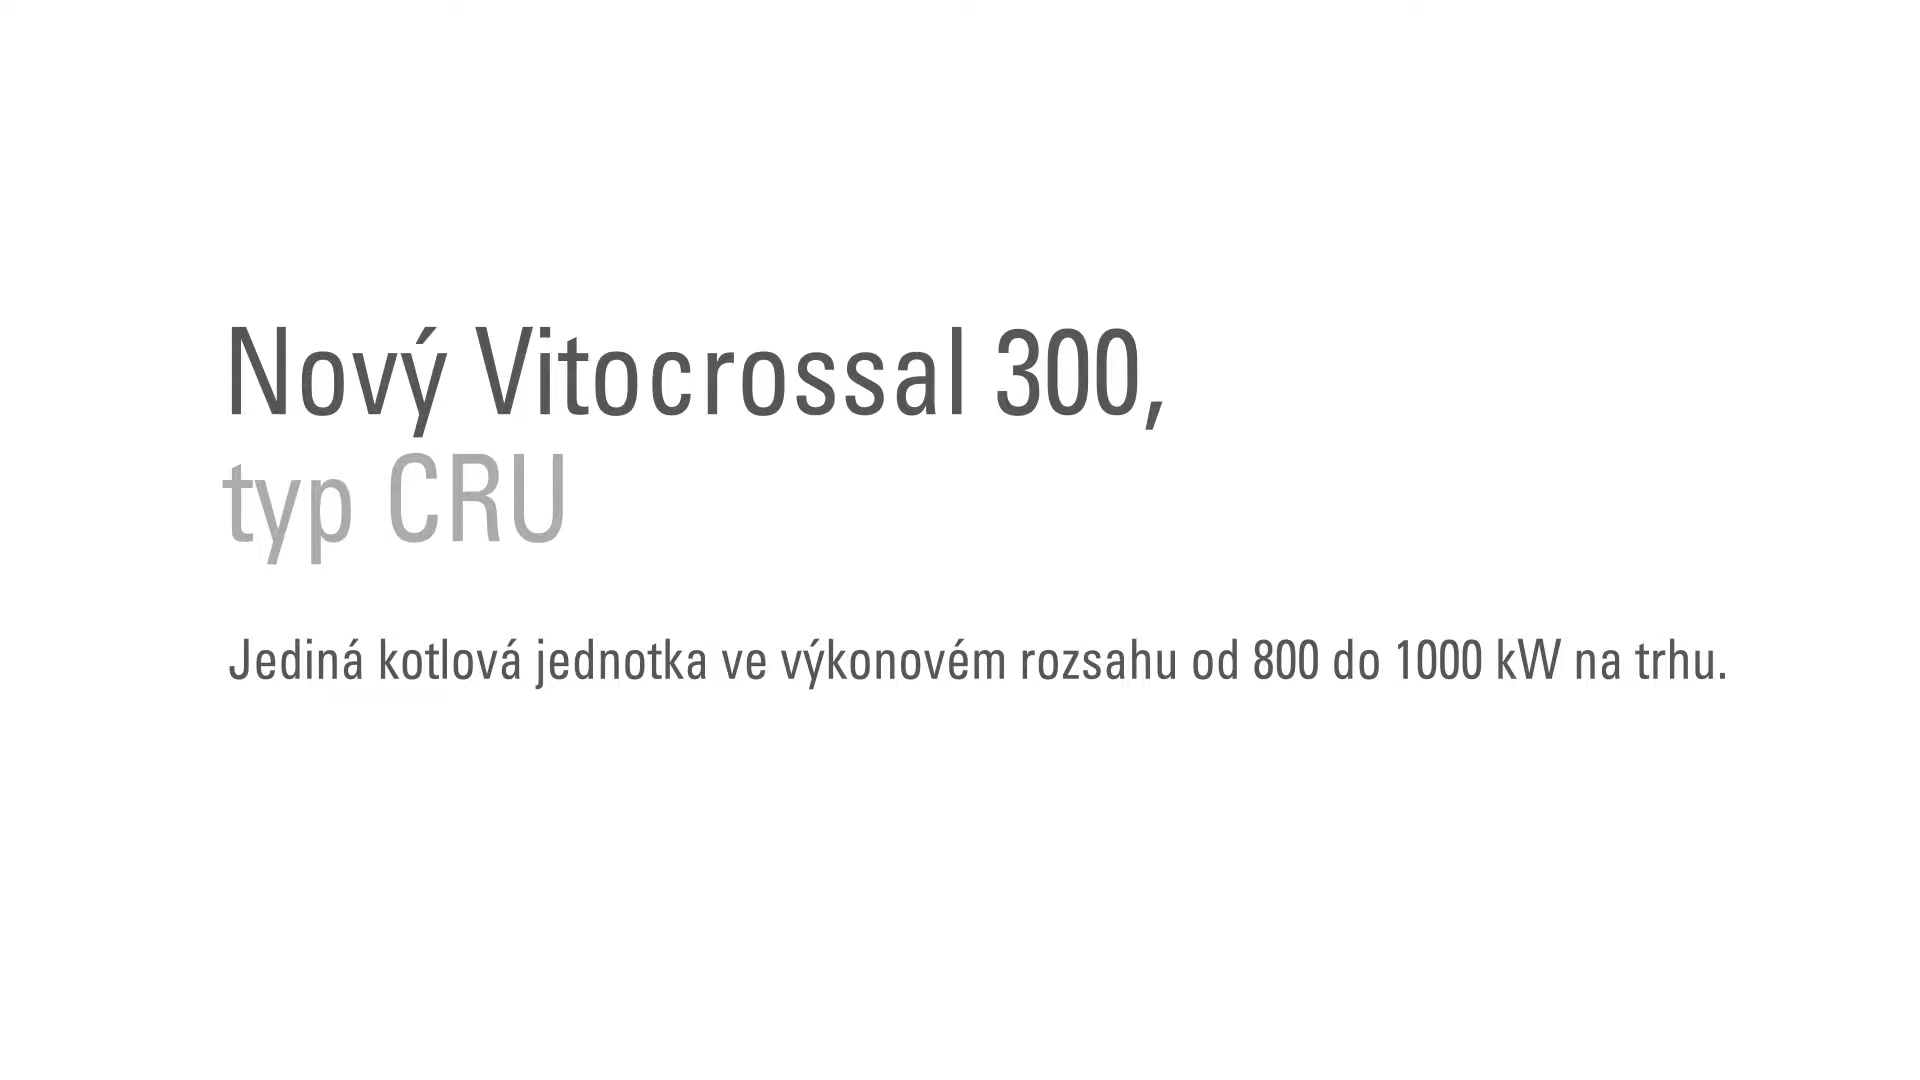 Nový Vitocrossal 300,
typ CRU
Jediná kotlová jednotka ve výkonovém rozsahu od 800 do 1000 kW na trhu.